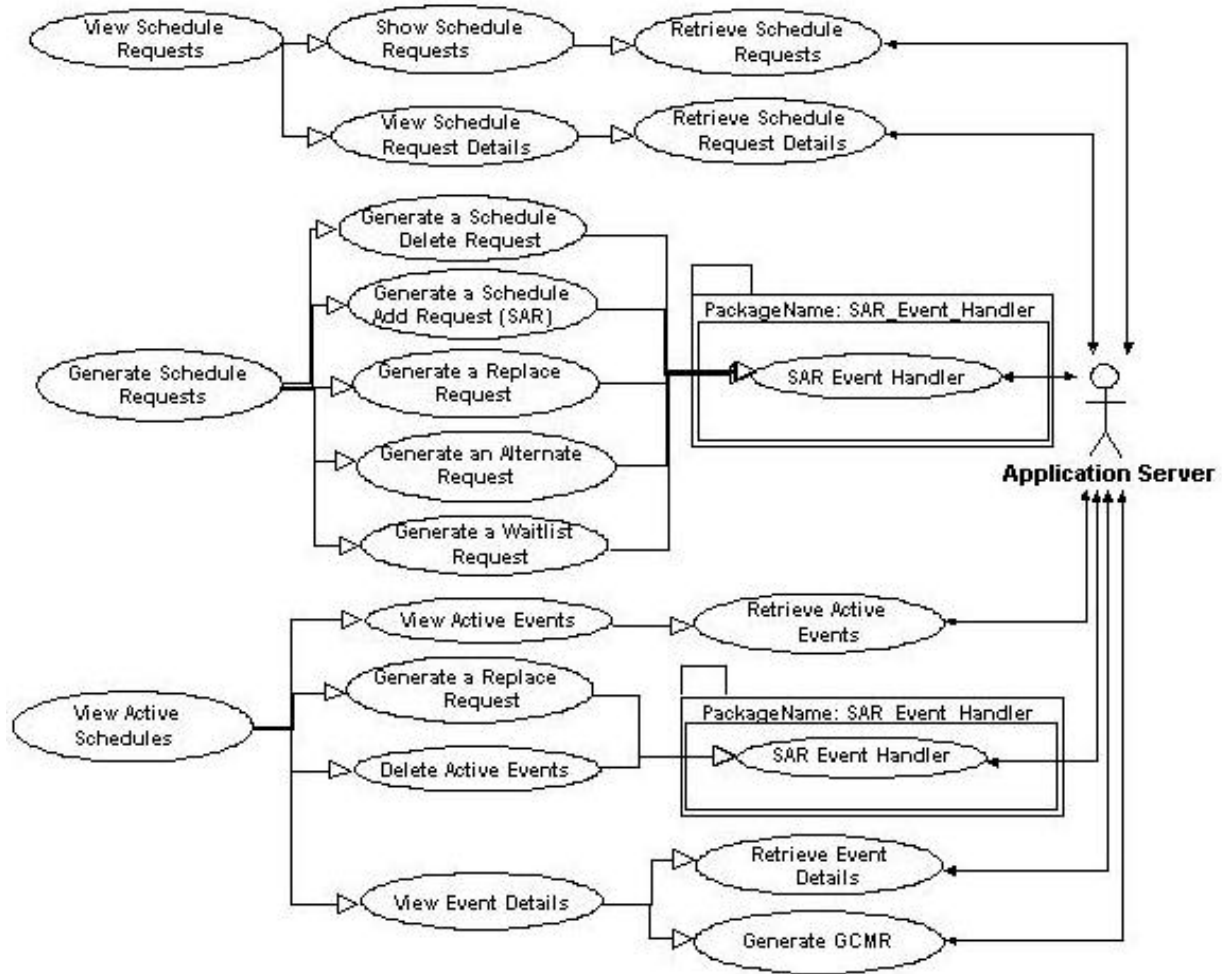 View Schedule
Requests
Show Schedule
Requests
Retrieve Schedule
Requests
View Schedule
Request Details
Retrieve Schedule
Request Details
Generate a Schedule
Delete Request
Generate a Schedule
Add Request (SAR)
PackageName: SAR_Event_Handler
Generate Schedule
Requests
Generate a Replace
Request
SAR Event Handler
Generate an Alternate
Request
Application Server
Generate a Waitlist
Request
View Active Events
Retrieve Active
Events
Generate a Replace
Request
View Active
Schedules
PackageName: SAR_Event_Handler
SAR Event Handler
Delete Active Events
Retrieve Event
Details
View Event Details
Generate GCMR